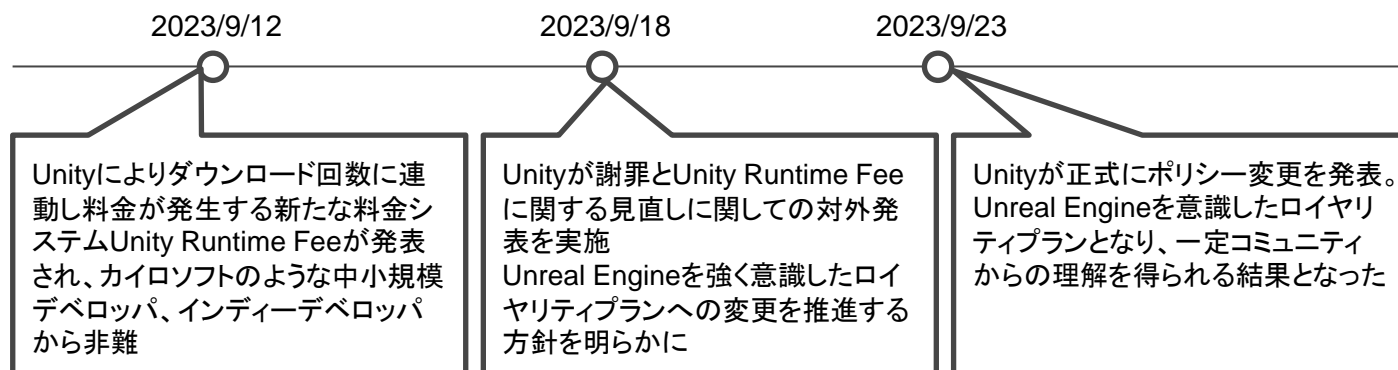 2023/9/12
2023/9/18
2023/9/23
Unityによりダウンロード回数に連
動し料金が発生する新たな料金シ
ステムUnity Runtime Feeが発表
され、カイロソフトのような中小規模
デベロッパ、インディーデベロッパ
から非難
Unityが謝罪とUnity Runtime Fee
に関する見直しに関しての対外発
表を実施
Unreal Engineを強く意識したロイ
ヤリティプランへの変更を推進する
方針を明らかに
Unityが正式にポリシー変更を発表。
Unreal Engineを意識したロイヤリ
ティプランとなり、一定コミュニティ
からの理解を得られる結果となった